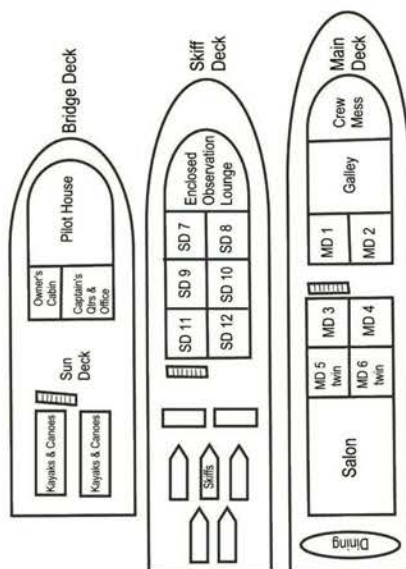 Bridge Deck
Pilot House
Owner's
Cabin
Captain's
Qtrs &
Office
Sun
Deck
Kayaks & Canoes
Kayaks & Canoes
Skiff
Deck
Enclosed
Observation
Lounge
SD 7
SD 8
SD 9
SD 10
SD 11
SD 12
Skiffs
Main
Deck
Crew
Mess
Galley
MD 1
MD 2
MD 3
MD 4
MD 5
twin
MD 6
twin
Salon
Dining